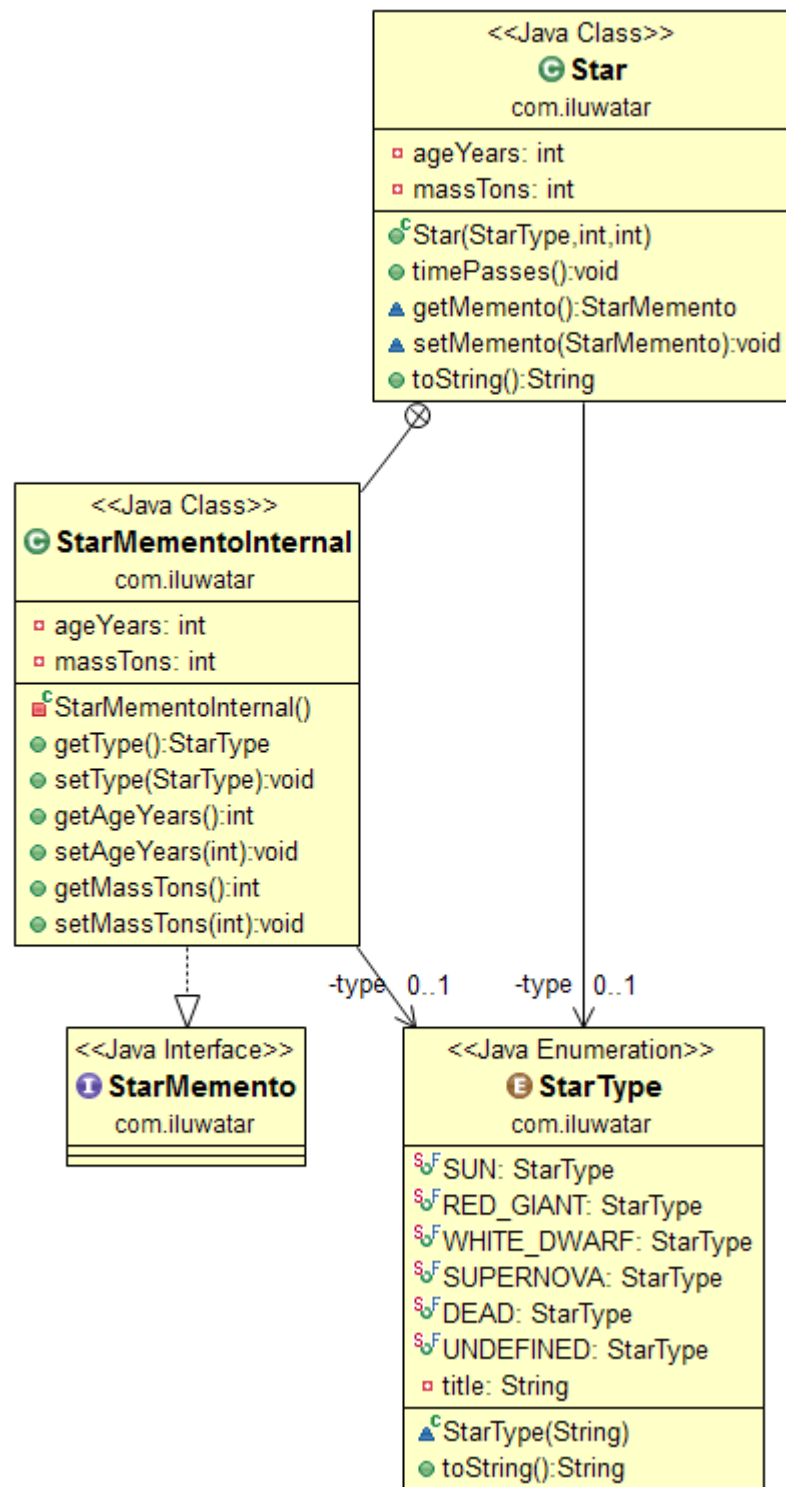 <<Java Class>>
Star
com.iluwatar
ageYears: int
massTons: int
Star(StarType,int,int)
timePasses():void
getMemento():StarMemento
setMemento(StarMemento):void
toString():String
<<Java Class>>
StarMementoInternal
com.iluwatar
ageYears: int
massTons: int
StarMementoInternal()
getType():StarType
setType(StarType):void
getAgeYears():int
setAgeYears(int):void
getMassTons():int
setMassTons(int):void
-type 0..1
-type 0..1
<<Java Interface>>
StarMemento
com.iluwatar
<<Java Enumeration>>
StarType
com.iluwatar
SUN: StarType
RED_GIANT: StarType
WHITE_DWARF: StarType
SUPERNOVA: StarType
DEAD: StarType
UNDEFINED: StarType
title: String
StarType(String)
toString():String